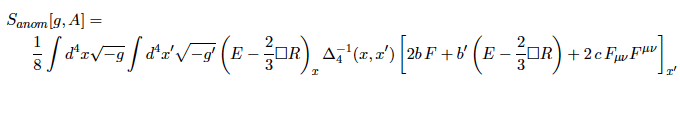 S_{anom}[g, A] =
\frac{1}{8} \int d^4x \sqrt{-g} \int d^4x' \sqrt{-g'} \left( E - \frac{2}{3} \Box R \right)_x \Delta_4^{-1}(x, x') \left[ 2b F + b' \left( E - \frac{2}{3} \Box R \right) + 2 c F_{\mu\nu} F^{\mu\nu} \right]_{x'}